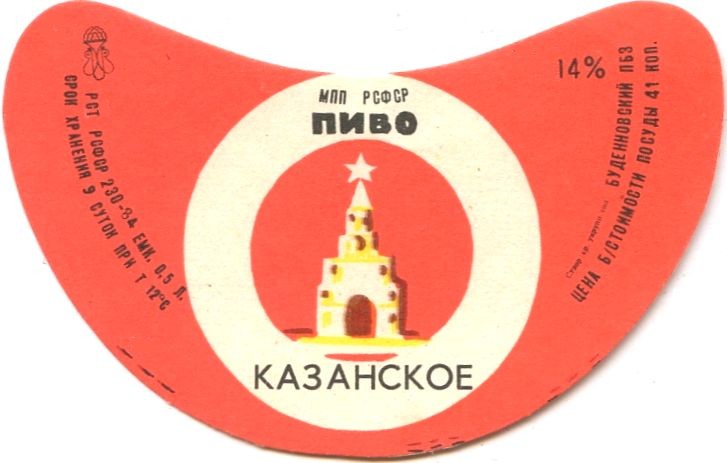 МПП РСФСР
ПИВО
КАЗАНСКОЕ
РСТ РСФСР 230-84 ЕМК. 0,5 Л.
СРОК ХРАНЕНИЯ 9 СУТОК ПРИ Т 12°С
14%
БУДЕННОВСКИЙ ПБЗ
ЦЕНА Б/СТОИМОСТИ ПОСУДЫ 41 КОП.